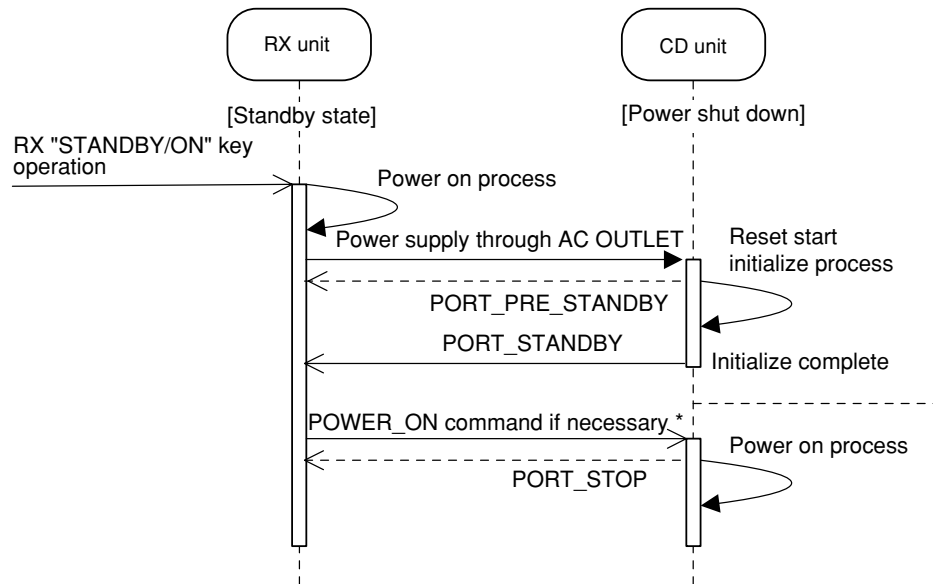 RX unit
CD unit
[Standby state]
[Power shut down]
RX "STANDBY/ON" key
operation
Power on process
Power supply through AC OUTLET
Reset start
initialize process
PORT_PRE_STANDBY
PORT_STANDBY
Initialize complete
POWER_ON command if necessary *
Power on process
PORT_STOP